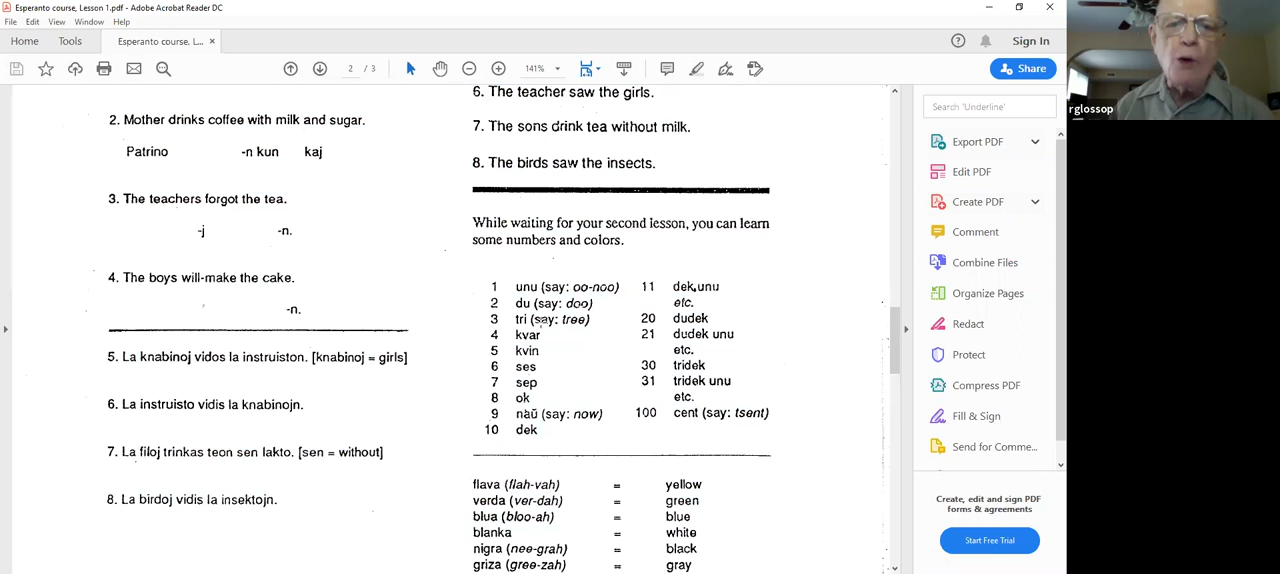 Esperanto course, Lesson 1.pdf - Adobe Acrobat Reader DC
File Edit View Window Help
Home Tools Esperanto course, L... × Sign In
2 / 3 141% Share
2. Mother drinks coffee with milk and sugar.
Patrino -n kun kaj
3. The teachers forgot the tea.
-j -n.
4. The boys will-make the cake.
-n.
5. La knabinoj vidos la instruiston. [knabinoj = girls]
6. La instruisto vidis la knabinojn.
7. La filoj trinkas teon sen lakto. [sen = without]
8. La birdoj vidis la insektojn.
6. The teacher saw the girls.
7. The sons drink tea without milk.
8. The birds saw the insects.
While waiting for your second lesson, you can learn
some numbers and colors.
1 unu (say: oo-noo) 11 dek unu
2 du (say: doo) etc.
3 tri (say: tree) 20 dudek
4 kvar 21 dudek unu
5 kvin etc.
6 ses 30 tridek
7 sep 31 tridek unu
8 ok etc.
9 naŭ (say: now) 100 cent (say: tsent)
10 dek
flava (flah-vah) = yellow
verda (ver-dah) = green
blua (bloo-ah) = blue
blanka = white
nigra (nee-grah) = black
griza (gree-zah) = gray
Search 'Underline'
Export PDF
Edit PDF
Create PDF
Comment
Combine Files
Organize Pages
Redact
Protect
Compress PDF
Fill & Sign
Send for Comme...
Create, edit and sign PDF
forms & agreements
Start Free Trial
rglossop